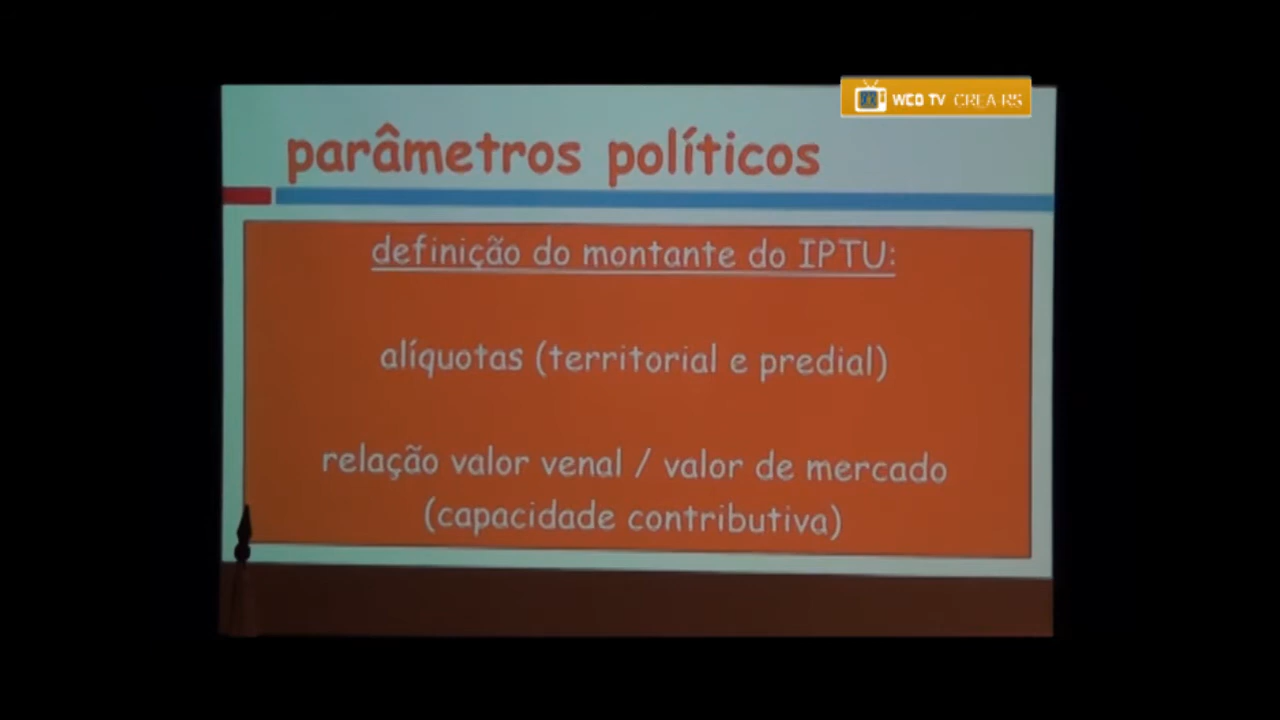 WEB TV CREA-RS
parâmetros políticos
definição do montante do IPTU:
alíquotas (territorial e predial)
relação valor venal / valor de mercado
(capacidade contributiva)